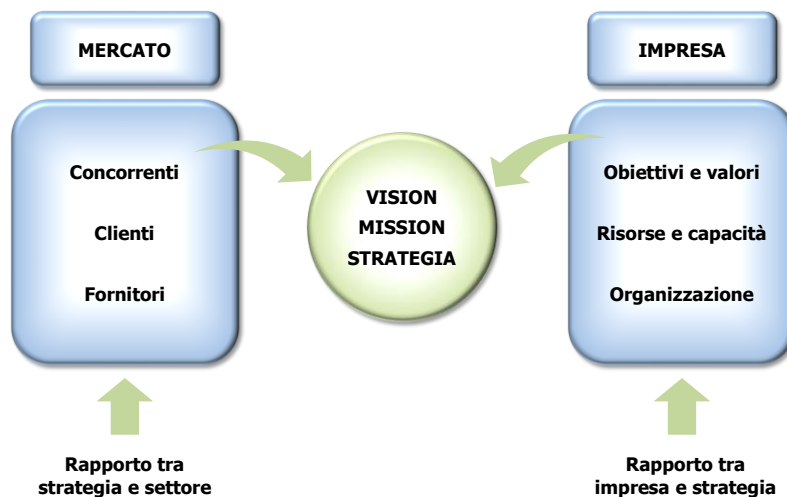 MERCATO
Concorrenti
Clienti
Fornitori
Rapporto tra
strategia e settore
VISION
MISSION
STRATEGIA
IMPRESA
Obiettivi e valori
Risorse e capacità
Organizzazione
Rapporto tra
impresa e strategia